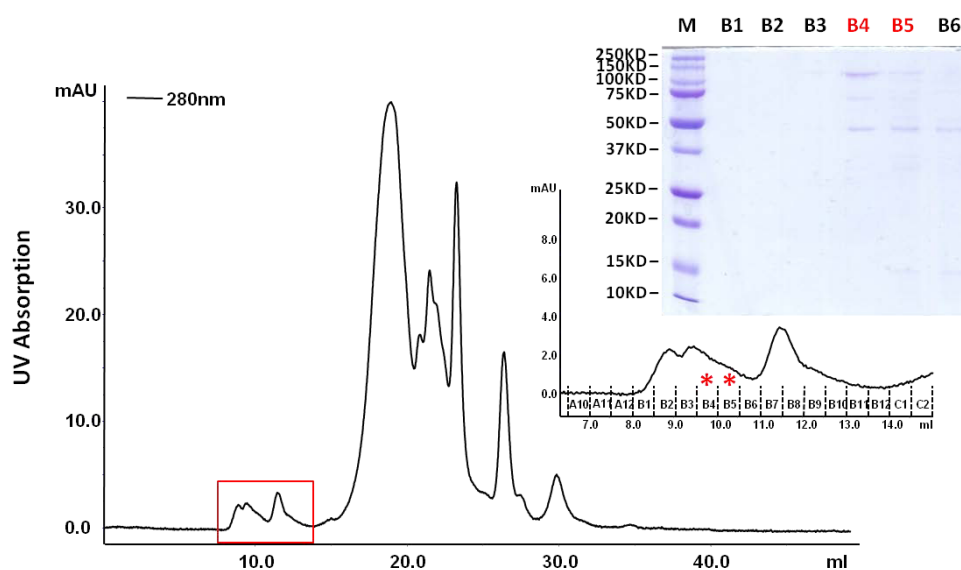 M B1 B2 B3 B4 B5 B6
250KD
150KD
100KD
75KD
50KD
37KD
25KD
20KD
15KD
10KD
mAU
280nm
30.0
20.0
10.0
0.0
UV Absorption
10.0 20.0 30.0 40.0 ml
mAU
8.0
6.0
4.0
2.0
0.0
* *
A10 A11 A12 B1 B2 B3 B4 B5 B6 B7 B8 B9 B10 B11 B12 C1 C2
7.0 8.0 9.0 10.0 11.0 12.0 13.0 14.0 ml